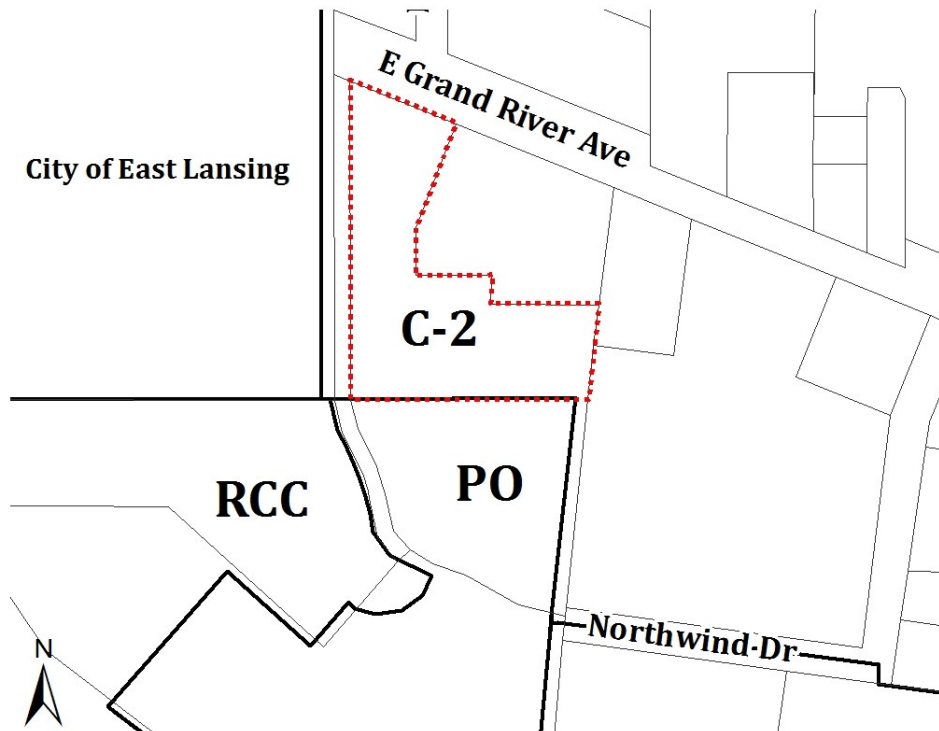 E Grand River Ave
City of East Lansing
C-2
PO
RCC
Northwind Dr
N